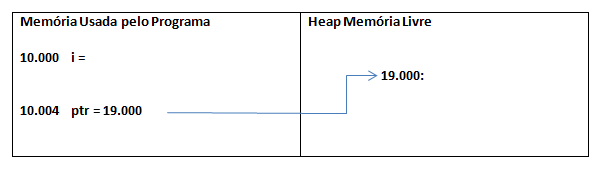 Memória Usada pelo Programa
Heap Memória Livre
10.000 i =
19.000:
10.004 ptr = 19.000